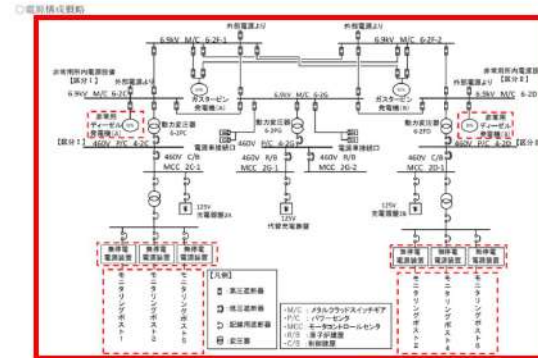 ○電源構成概略
外部電源より
外部電源より
6.9kV M/C 6-2F-1
6.9kV M/C 6-2F-2
非常用所内電源設備
【区分Ⅰ】
外部電源より
6.9kV M/C 6-2C
ガスタービン
発電機(A)
6.9kV M/C 6-2G
ガスタービン
発電機(B)
非常用所内電源設備
【区分Ⅱ】
外部電源より
6.9kV M/C 6-2D
非常用
ディーゼル
発電機(A)
動力変圧器
6-2PC
動力変圧器
6-2PG
動力変圧器
6-2PD
非常用
ディーゼル
電源車接続口
電源車接続口
【区分Ⅰ】
460V P/C 4-2C
460V P/C 4-2G
460V P/C 4-2D
【区分Ⅱ】
460V C/B
MCC 2C-1
460V R/B
MCC 2G-1
460V R/B
MCC 2G-2
460V C/B
MCC 2D-1
125V
充電器盤2A
125V
代替充電器盤
125V
無停電
電源装置
無停電
電源装置
無停電
電源装置
無停電
電源装置
無停電
電源装置
無停電
電源装置
モニタリングポスト1
モニタリングポスト2
モニタリングポスト
モニタリングポスト
モニタリングポスト4
モニタリングポスト
【凡例】
:高圧遮断器
:低圧遮断器
:配線用遮断器
:変圧器
・M/C : メタルクラッドスイッチギア
・P/C : パワーセンタ
・MCC : モータコントロールセンタ
・R/B : 原子炉建屋
・C/B : 制御建屋